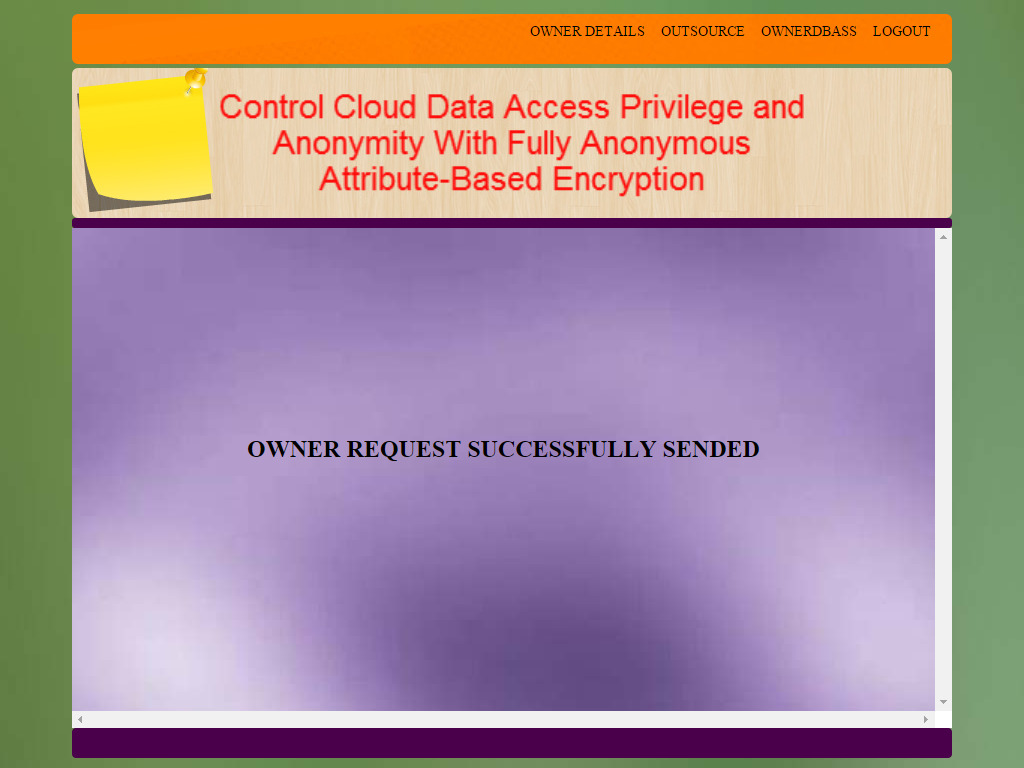 OWNER DETAILS OUTSOURCE OWNERDBASS LOGOUT
Control Cloud Data Access Privilege and
Anonymity With Fully Anonymous
Attribute-Based Encryption
OWNER REQUEST SUCCESSFULLY SENDED